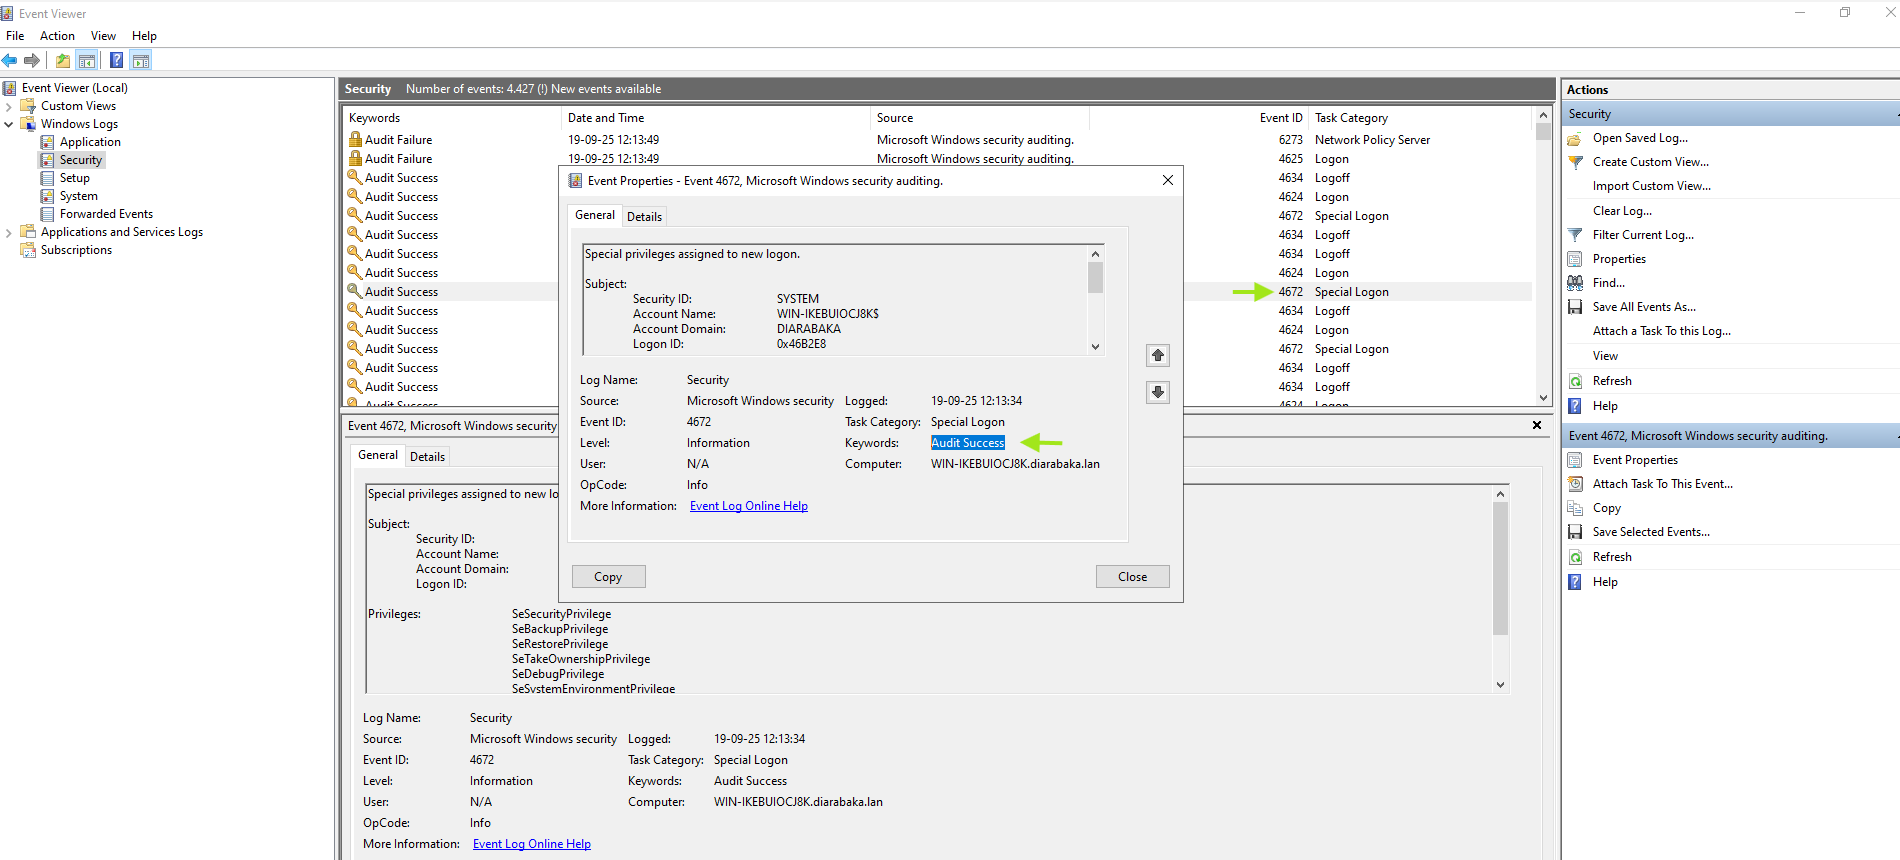 Event Viewer
File Action View Help
Event Viewer (Local)
Custom Views
Windows Logs
Application
Security
Setup
System
Forwarded Events
Applications and Services Logs
Subscriptions
Security Number of events: 4.427 (!) New events available
Keywords Date and Time Source Event ID Task Category
Audit Failure 19-09-25 12:13:49 Microsoft Windows security auditing. 6273 Network Policy Server
Audit Failure 19-09-25 12:13:49 Microsoft Windows security auditing. 4625 Logon
Audit Success 4634 Logoff
Audit Success 4624 Logon
Audit Success 4672 Special Logon
Audit Success 4634 Logoff
Audit Success 4634 Logoff
Audit Success 4624 Logon
Audit Success 4672 Special Logon
Audit Success 4634 Logoff
Audit Success 4624 Logon
Audit Success 4672 Special Logon
Audit Success 4634 Logoff
Audit Success 4634 Logoff
Audit Success 4624 Logon
Event Properties - Event 4672, Microsoft Windows security auditing.
General Details
Special privileges assigned to new logon.
Subject:
Security ID: SYSTEM
Account Name: WIN-IKEBUIOCJ8K$
Account Domain: DIARABAKA
Logon ID: 0x46B2E8
Log Name: Security
Source: Microsoft Windows security Logged: 19-09-25 12:13:34
Event ID: 4672 Task Category: Special Logon
Level: Information Keywords: Audit Success
User: N/A Computer: WIN-IKEBUIOCJ8K.diarabaka.lan
OpCode: Info
More Information: Event Log Online Help
Copy Close
Event 4672, Microsoft Windows security
General Details
Special privileges assigned to new lo
Subject:
Security ID:
Account Name:
Account Domain:
Logon ID:
Privileges: SeSecurityPrivilege
SeBackupPrivilege
SeRestorePrivilege
SeTakeOwnershipPrivilege
SeDebugPrivilege
SeSystemEnvironmentPrivilege
Log Name: Security
Source: Microsoft Windows security Logged: 19-09-25 12:13:34
Event ID: 4672 Task Category: Special Logon
Level: Information Keywords: Audit Success
User: N/A Computer: WIN-IKEBUIOCJ8K.diarabaka.lan
OpCode: Info
More Information: Event Log Online Help
Actions
Security
Open Saved Log...
Create Custom View...
Import Custom View...
Clear Log...
Filter Current Log...
Properties
Find...
Save All Events As...
Attach a Task To this Log...
View
Refresh
Help
Event 4672, Microsoft Windows security auditing.
Event Properties
Attach Task To This Event...
Copy
Save Selected Events...
Refresh
Help